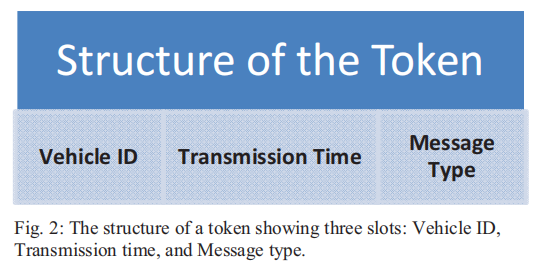 Structure of the Token
Vehicle ID
Transmission Time
Message
Type
Fig. 2: The structure of a token showing three slots: Vehicle ID,
Transmission time, and Message type.